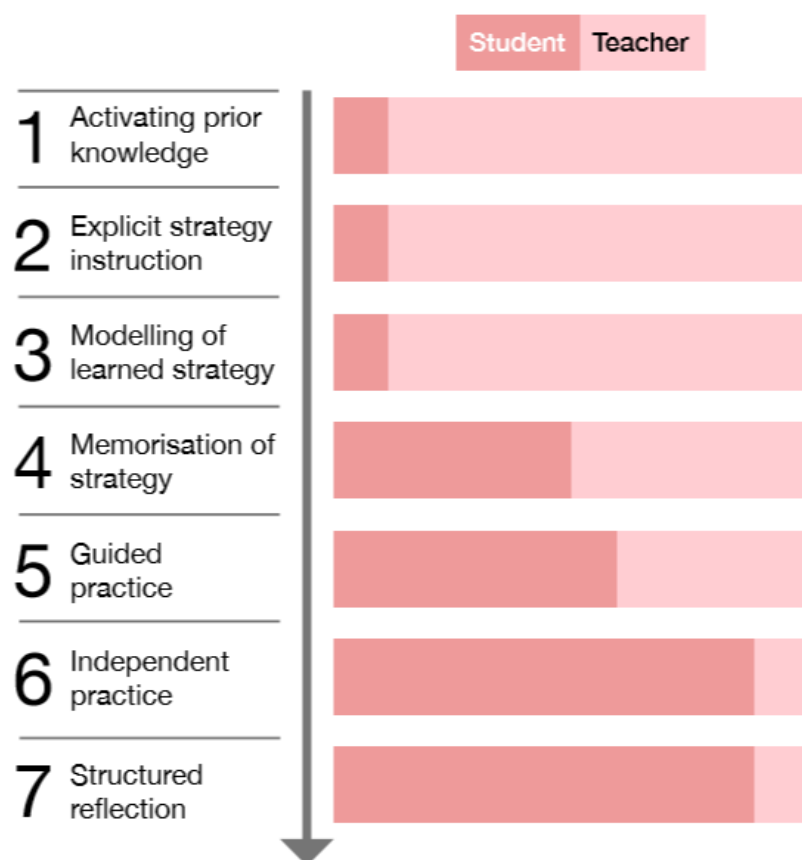 Student Teacher
1 Activating prior
knowledge
2 Explicit strategy
instruction
3 Modelling of
learned strategy
4 Memorisation of
strategy
5 Guided
practice
6 Independent
practice
7 Structured
reflection